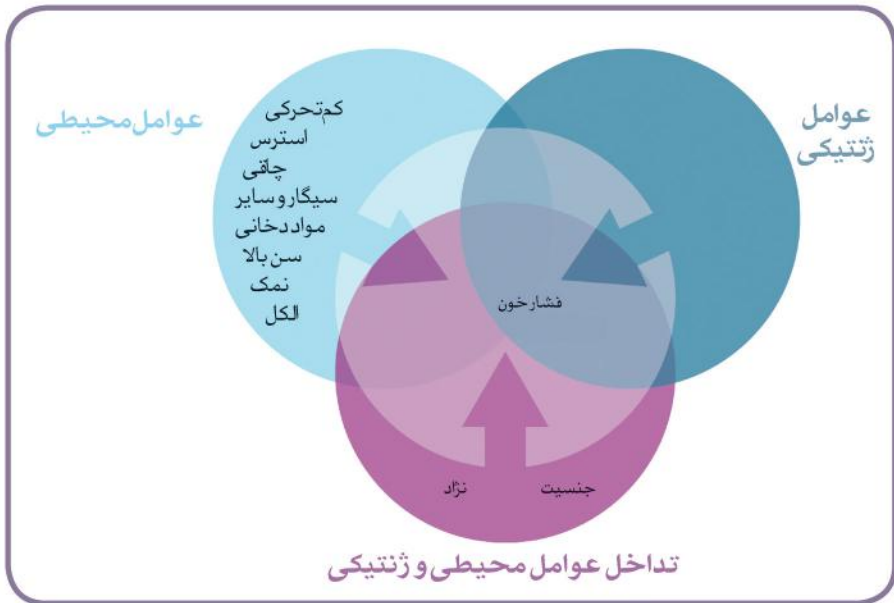 عوامل
ژنتیکی
عوامل محیطی
کم‌تحرکی
استرس
چاقی
سیگار و سایر
مواد دخانی
سن بالا
نمک
الکل
فشار خون
جنسیت
نژاد
تداخل عوامل محیطی و ژنتیکی